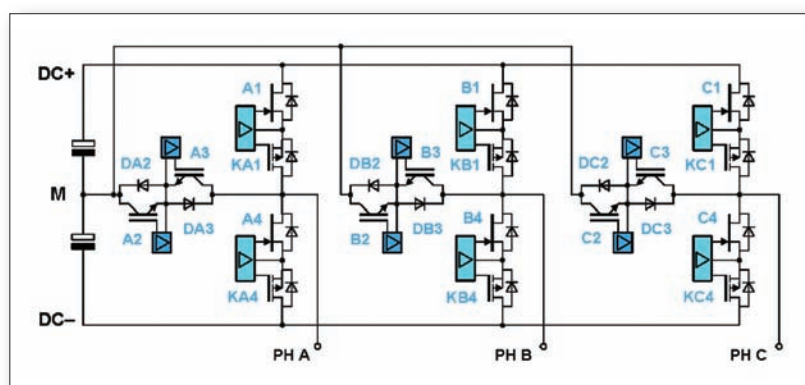 DC+
A1
B1
C1
DA2
A3
DB2
B3
DC2
C3
KA1
KB1
KC1
M
A2
DA3
A4
B2
DB3
B4
C2
DC3
C4
KA4
KB4
KC4
DC–
PH A
PH B
PH C